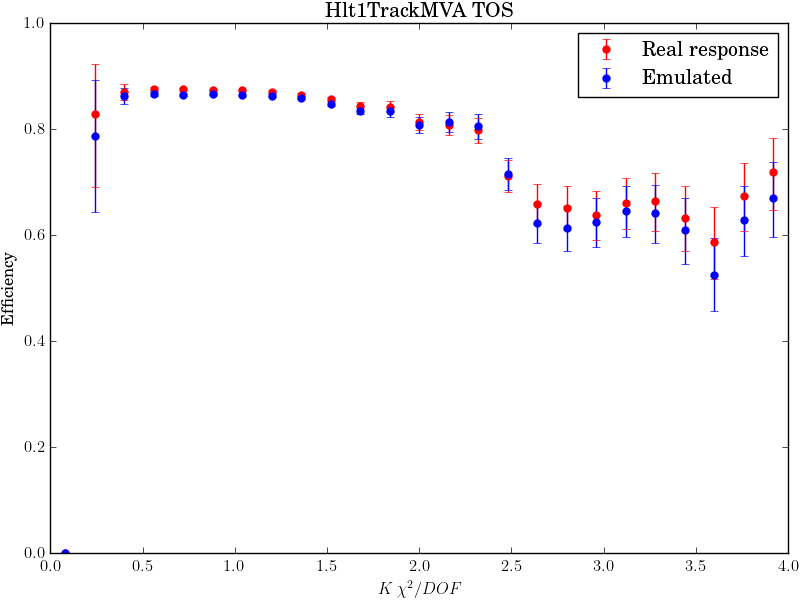 Hlt1TrackMVA TOS
1.0
0.8
0.6
0.4
0.2
0.0
Efficiency
Real response
Emulated
0.0 0.5 1.0 1.5 2.0 2.5 3.0 3.5 4.0
K χ²/DOF